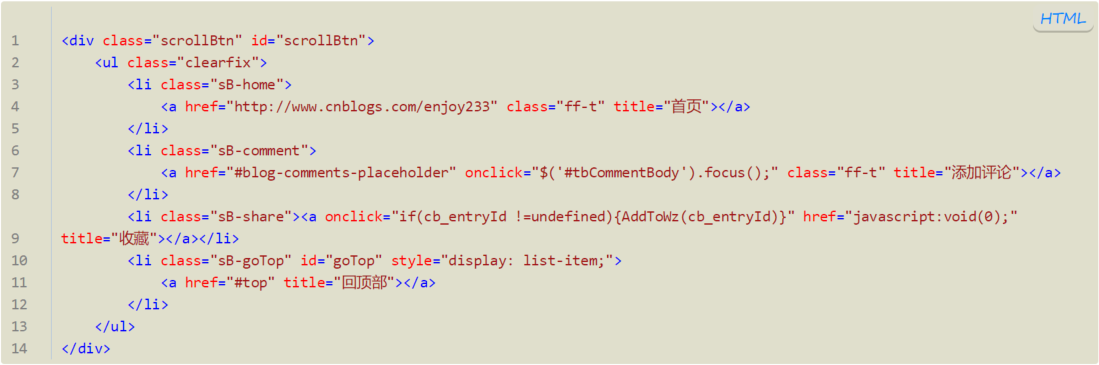 HTML
1 <div class="scrollBtn" id="scrollBtn">
2     <ul class="clearfix">
3         <li class="sB-home">
4             <a href="http://www.cnblogs.com/enjoy233" class="ff-t" title="首页"></a>
5         </li>
6         <li class="sB-comment">
7             <a href="#blog-comments-placeholder" onclick="$('#tbCommentBody').focus();" class="ff-t" title="添加评论"></a>
8         </li>
        <li class="sB-share"><a onclick="if(cb_entryId !=undefined){AddToWz(cb_entryId)}" href="javascript:void(0);"
9 title="收藏"></a></li>
10         <li class="sB-goTop" id="goTop" style="display: list-item;">
11             <a href="#top" title="回顶部"></a>
12         </li>
13     </ul>
14 </div>